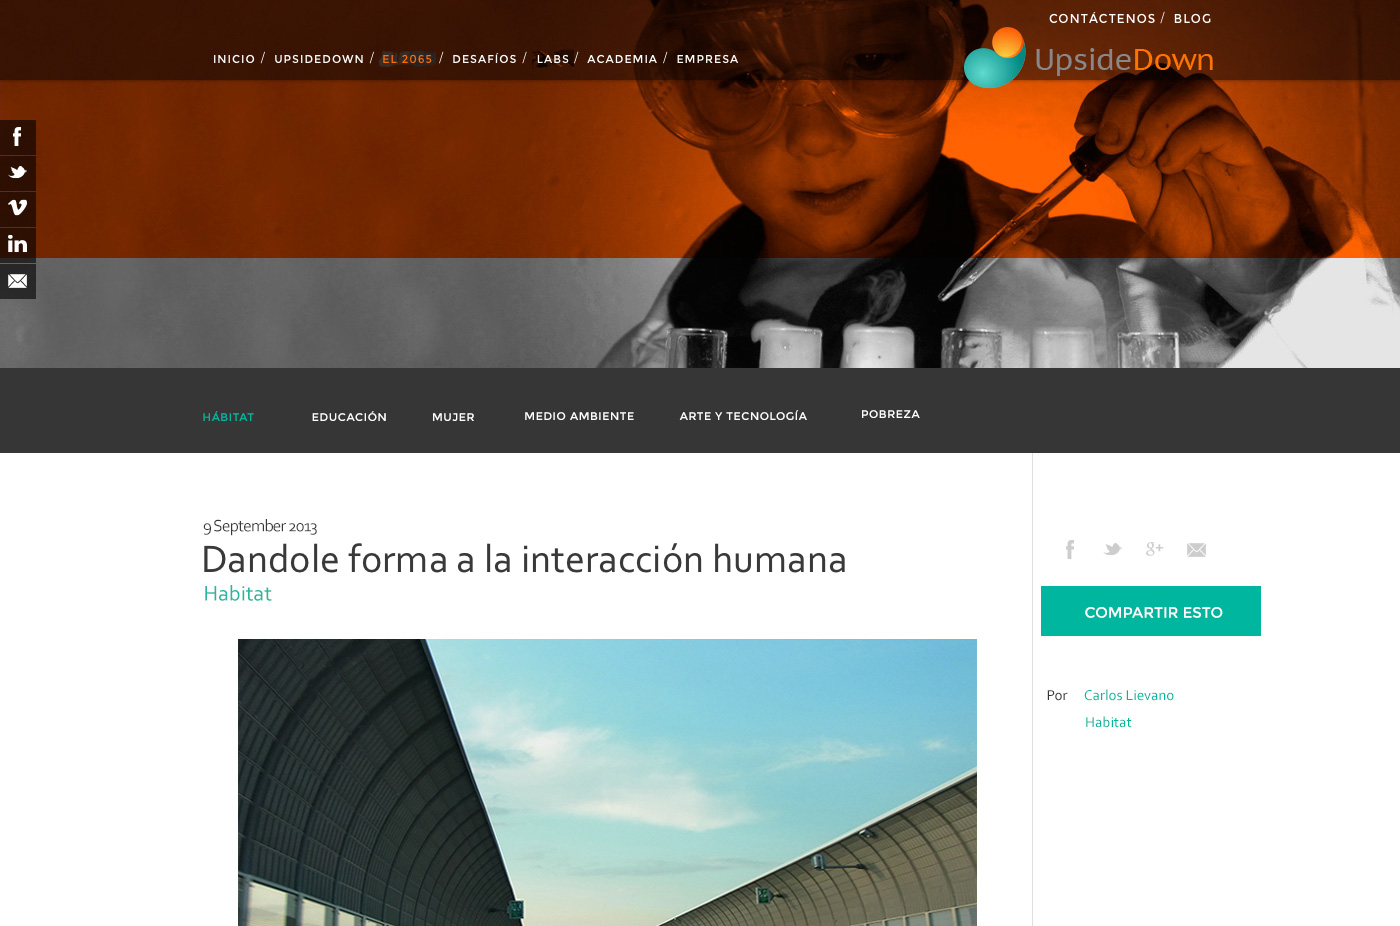 CONTÁCTENOS / BLOG
INICIO / UPSIDEDOWN / EL 2065 / DESAFÍOS / LABS / ACADEMIA / EMPRESA
UpsideDown
HÁBITAT EDUCACIÓN MUJER MEDIO AMBIENTE ARTE Y TECNOLOGÍA POBREZA
9 September 2013
Dandole forma a la interacción humana
Habitat
COMPARTIR ESTO
Por Carlos Lievano
Habitat